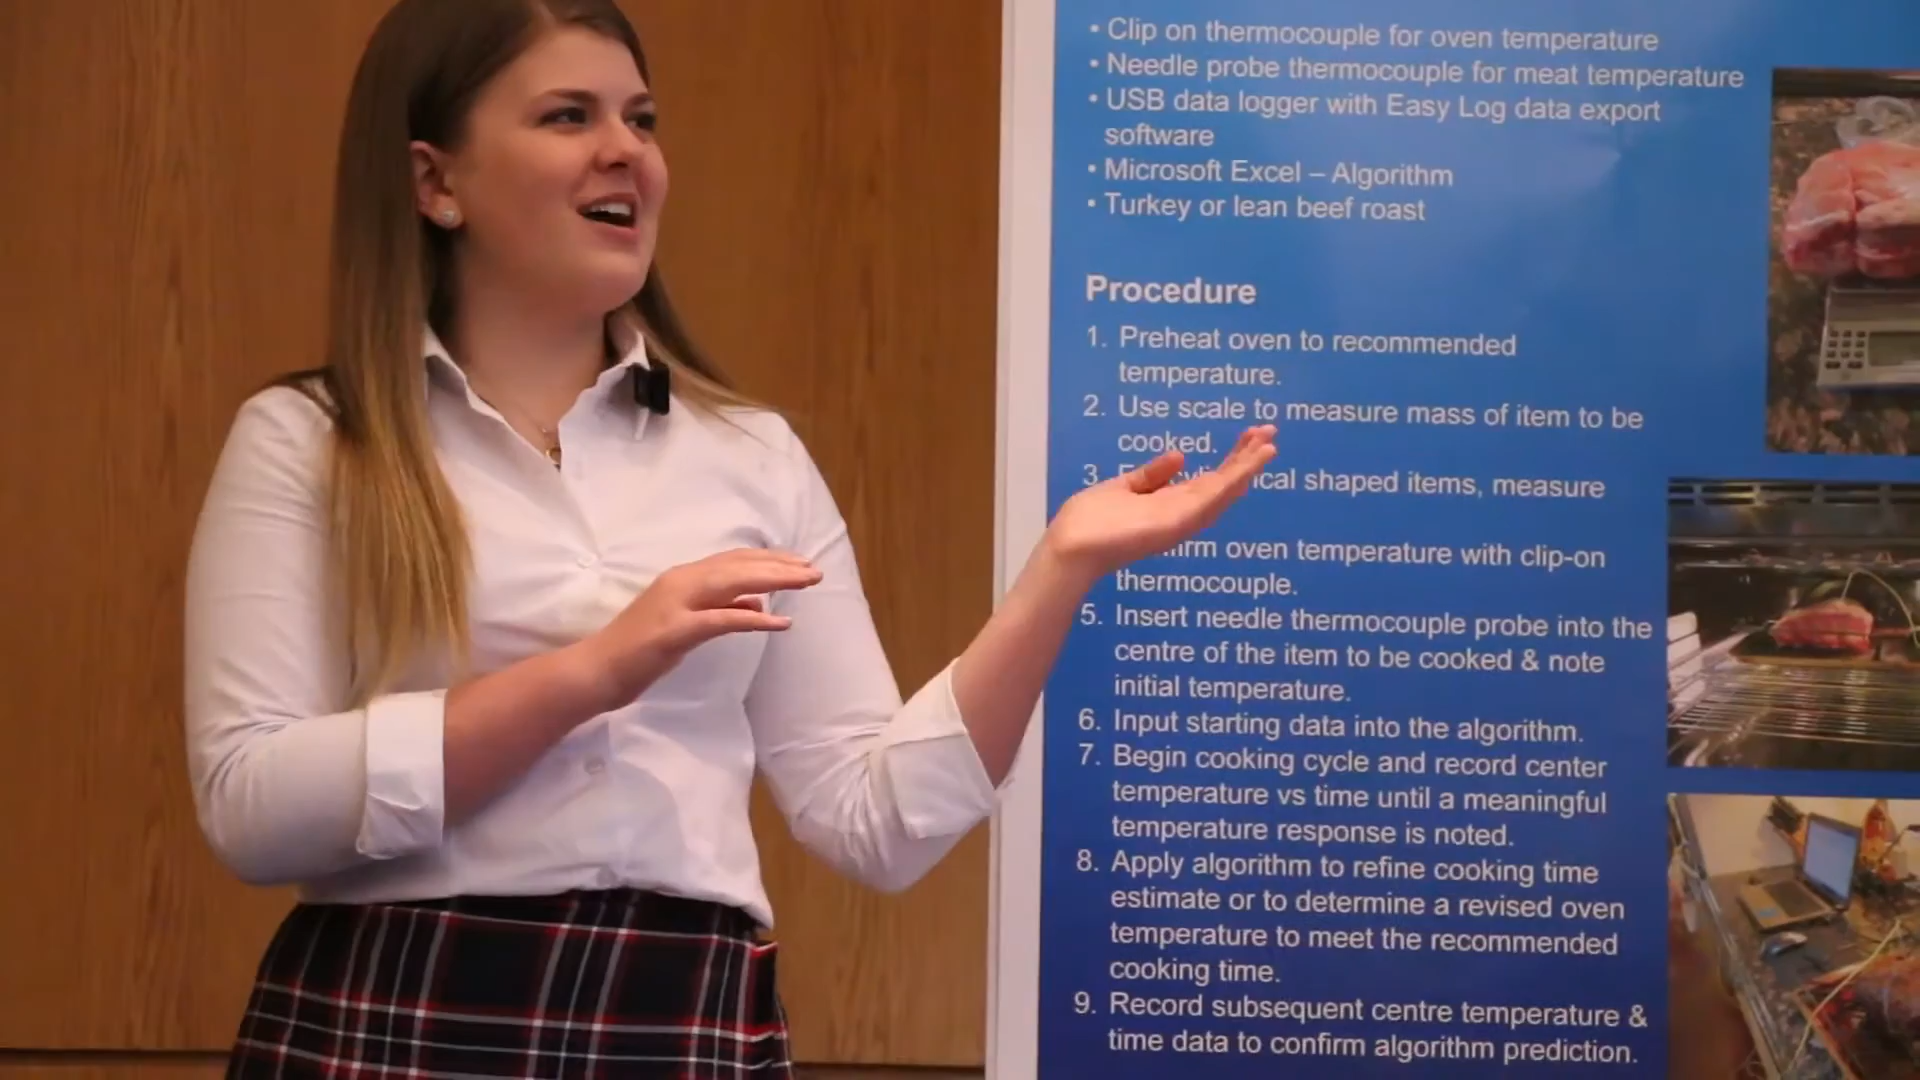 • Clip on thermocouple for oven temperature
• Needle probe thermocouple for meat temperature
• USB data logger with Easy Log data export
software
• Microsoft Excel – Algorithm
• Turkey or lean beef roast
Procedure
1. Preheat oven to recommended
temperature.
2. Use scale to measure mass of item to be
cooked.
3. shaped items, measure
oven temperature with clip-on
thermocouple.
5. Insert needle thermocouple probe into the
centre of the item to be cooked & note
initial temperature.
6. Input starting data into the algorithm.
7. Begin cooking cycle and record center
temperature vs time until a meaningful
temperature response is noted.
8. Apply algorithm to refine cooking time
estimate or to determine a revised oven
temperature to meet the recommended
cooking time.
9. Record subsequent centre temperature &
time data to confirm algorithm prediction.